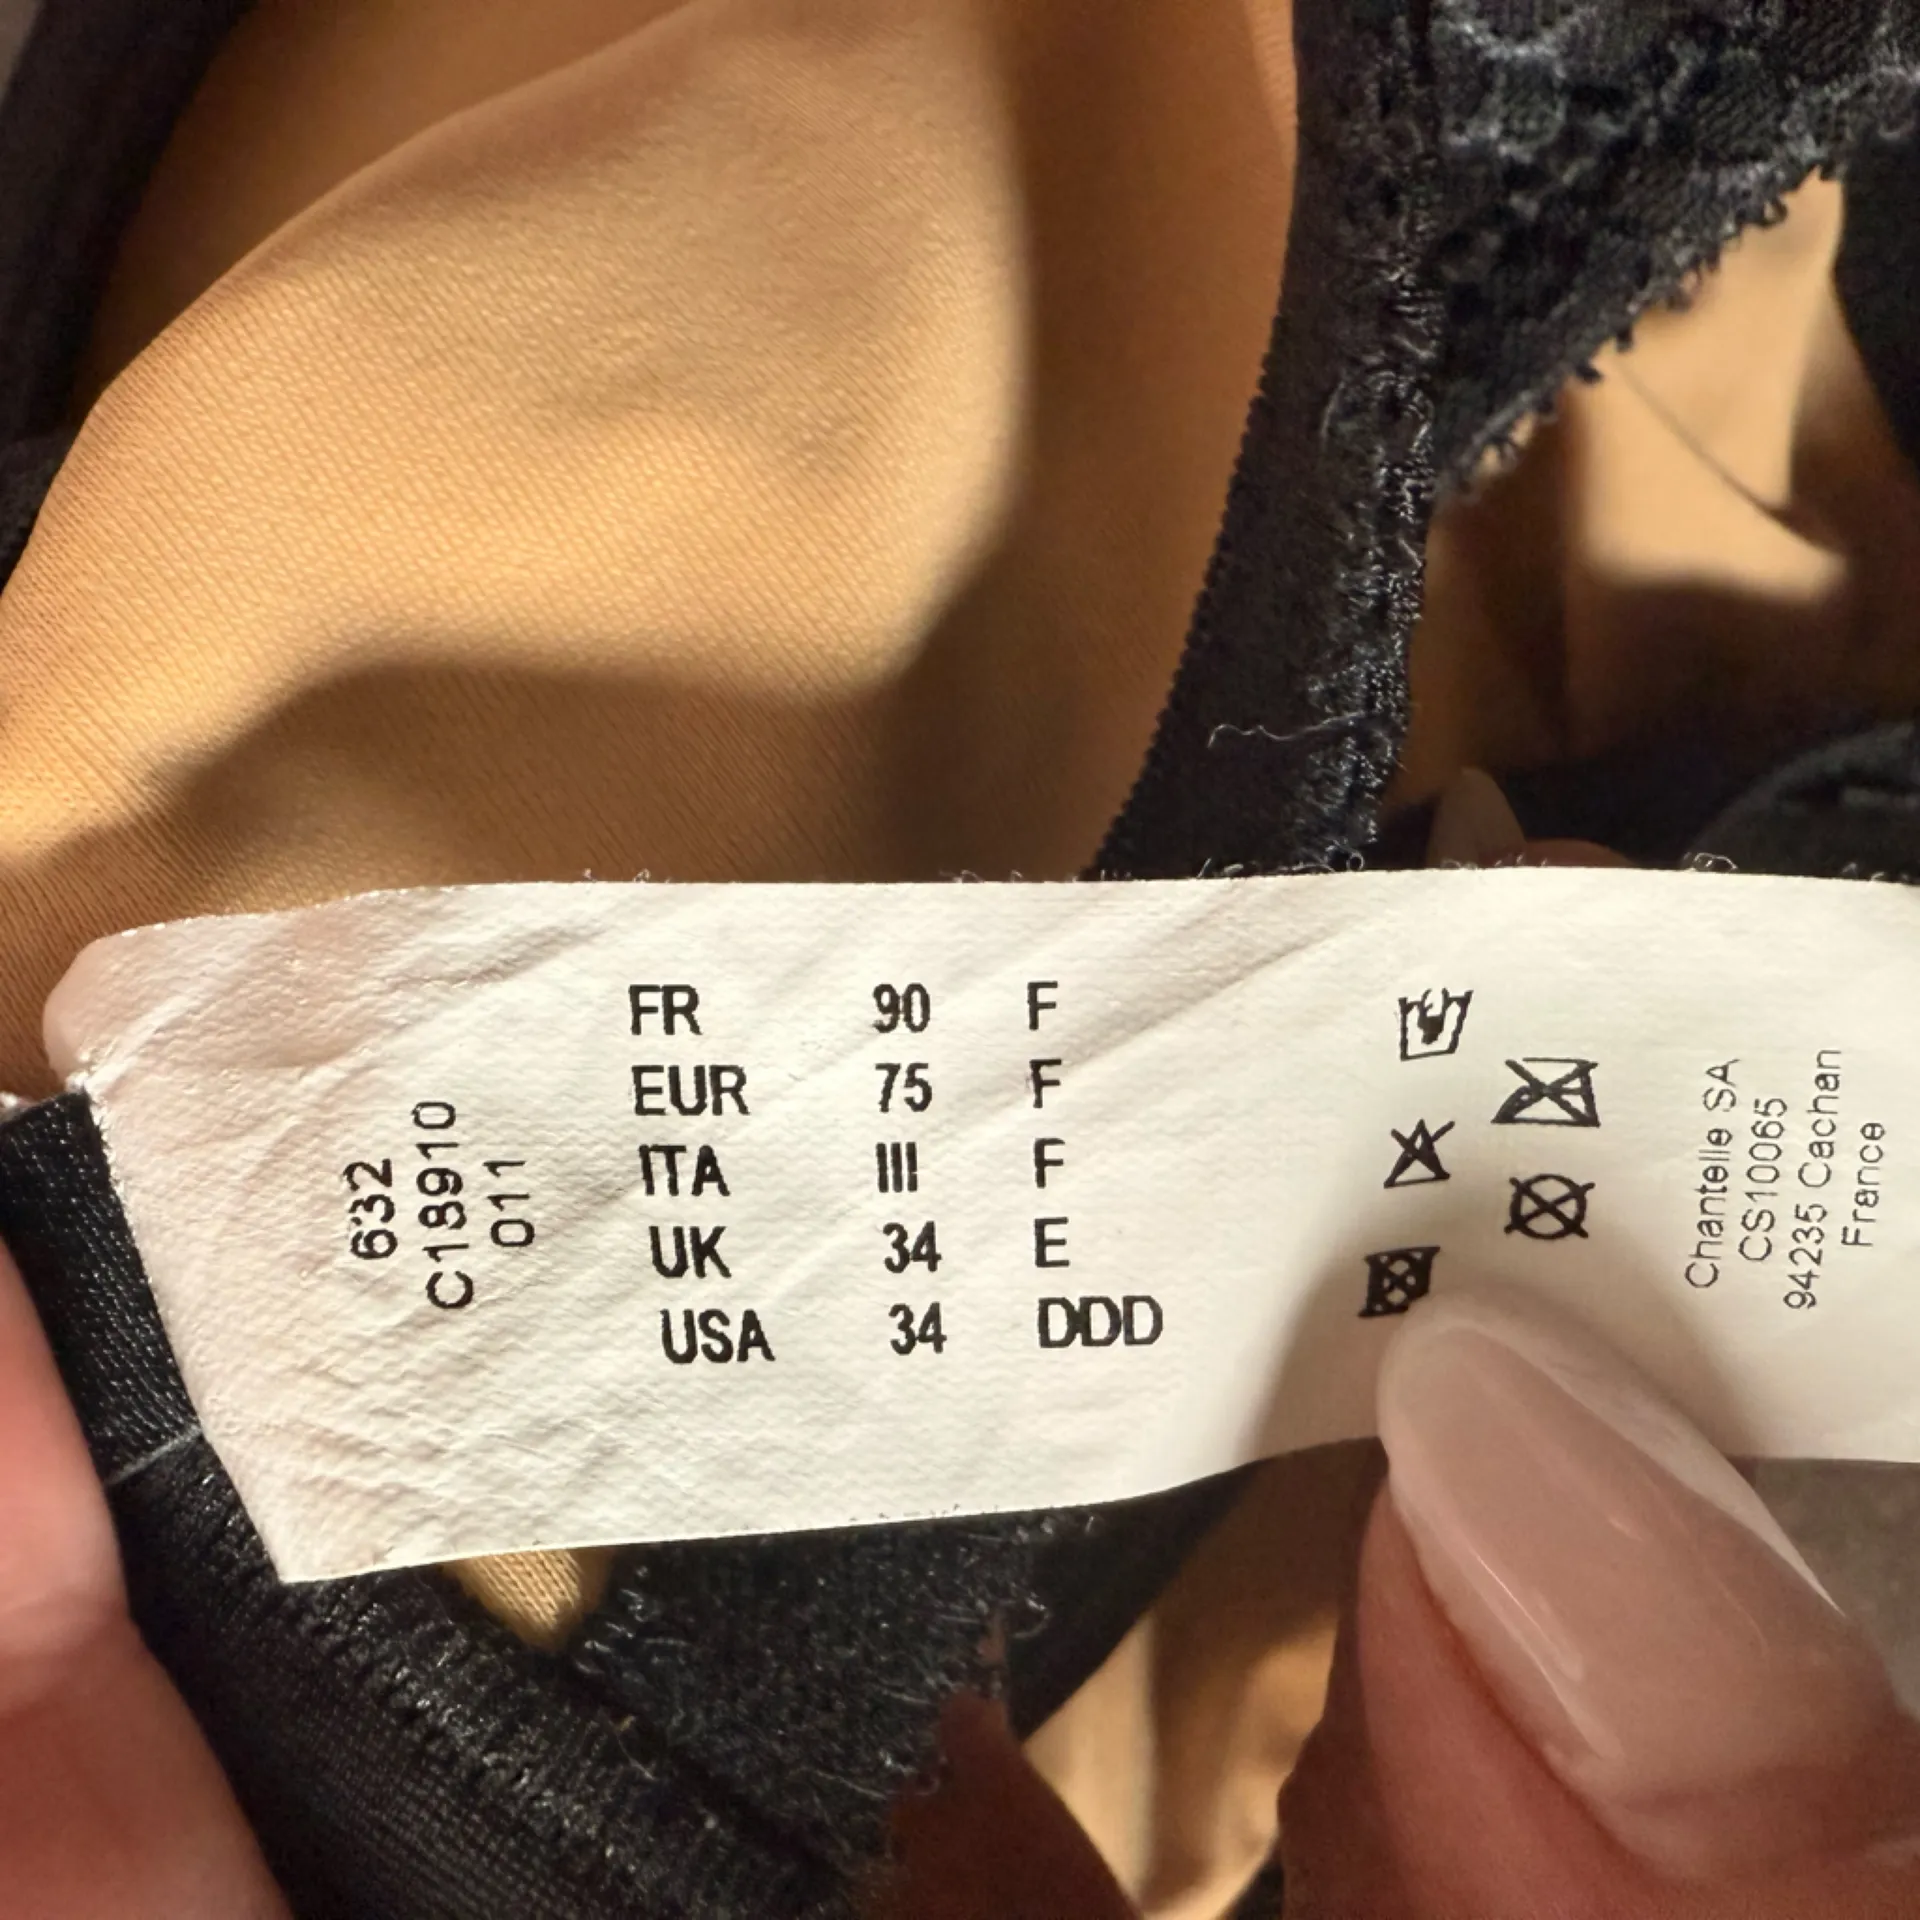 632
C18910
011
FR 90 F
EUR 75 F
ITA III F
UK 34 E
USA 34 DDD
Chantelle SA
CS10065
94235 Cachan
France